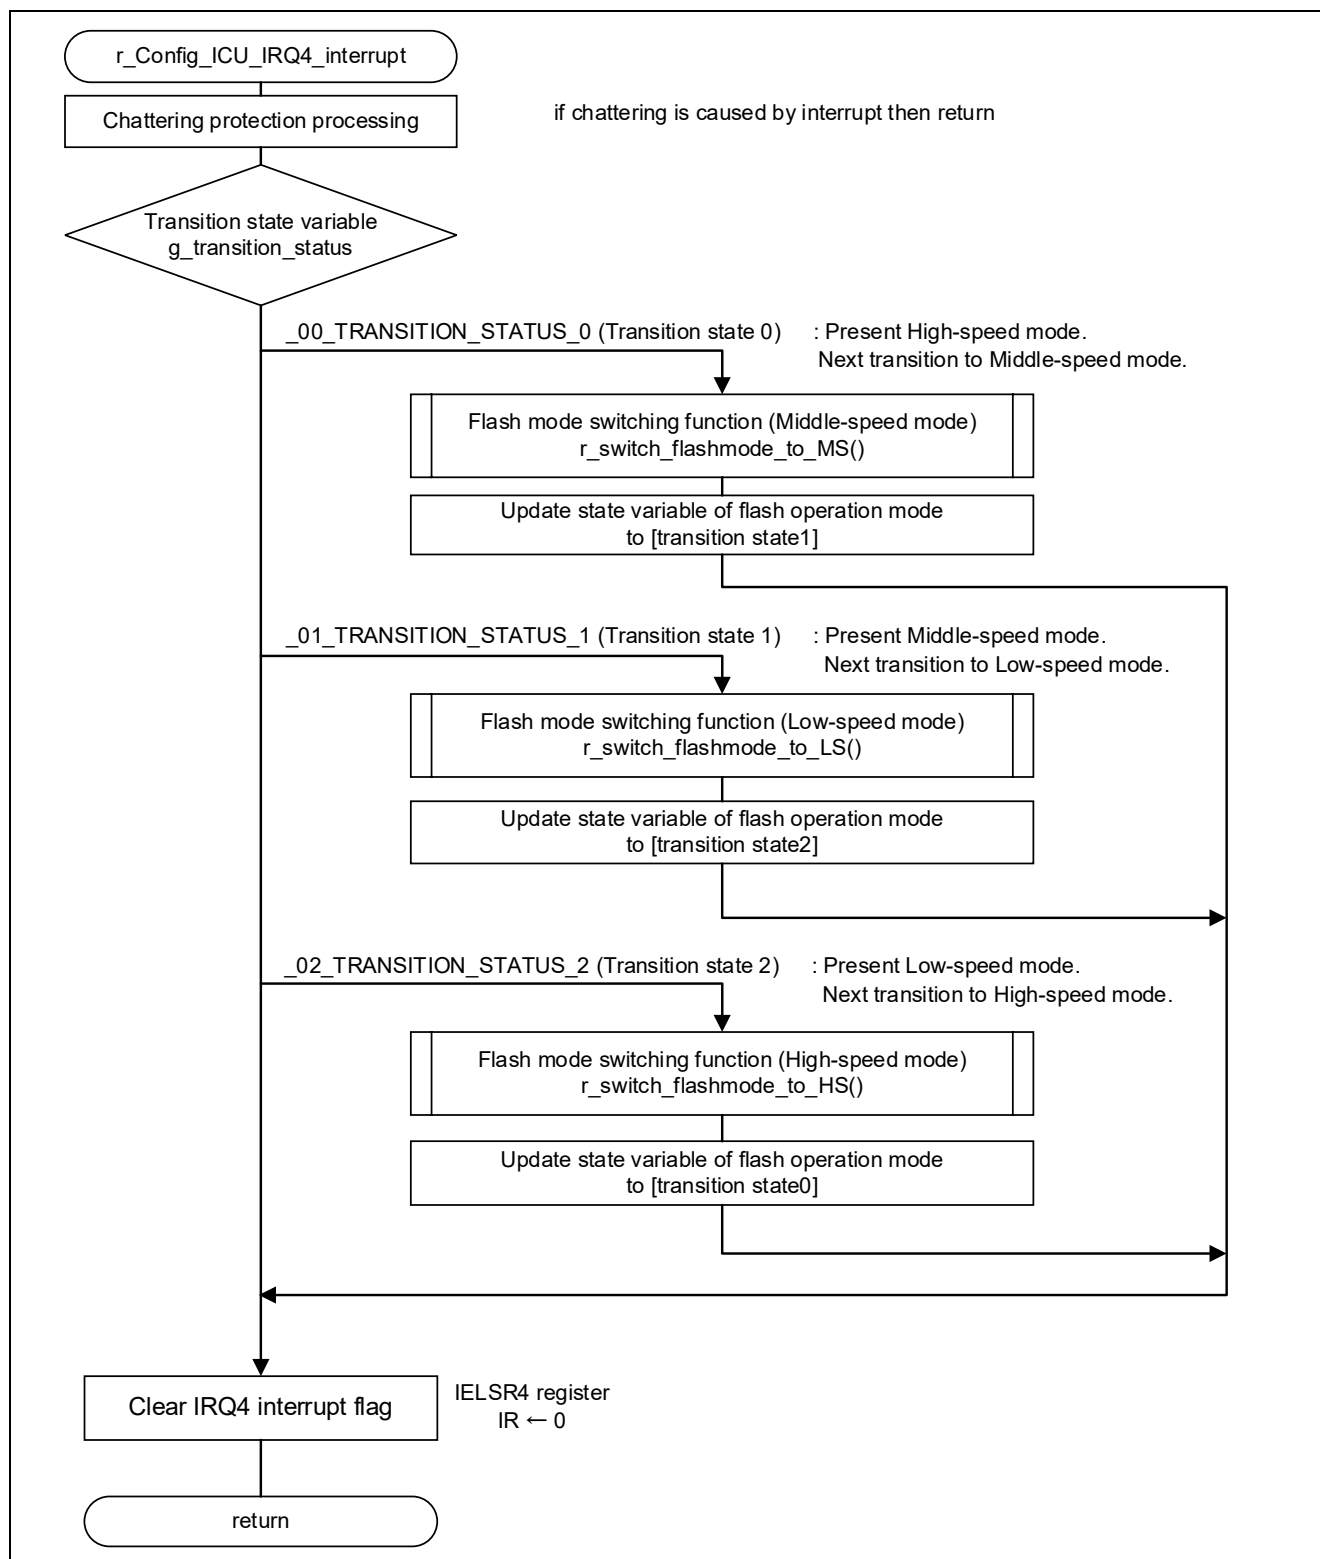 r_Config_ICU_IRQ4_interrupt
Chattering protection processing
if chattering is caused by interrupt then return
Transition state variable
g_transition_status
_00_TRANSITION_STATUS_0 (Transition state 0)
: Present High-speed mode.
Next transition to Middle-speed mode.
Flash mode switching function (Middle-speed mode)
r_switch_flashmode_to_MS()
Update state variable of flash operation mode
to [transition state1]
_01_TRANSITION_STATUS_1 (Transition state 1)
: Present Middle-speed mode.
Next transition to Low-speed mode.
Flash mode switching function (Low-speed mode)
r_switch_flashmode_to_LS()
Update state variable of flash operation mode
to [transition state2]
_02_TRANSITION_STATUS_2 (Transition state 2)
: Present Low-speed mode.
Next transition to High-speed mode.
Flash mode switching function (High-speed mode)
r_switch_flashmode_to_HS()
Update state variable of flash operation mode
to [transition state0]
Clear IRQ4 interrupt flag
IELSR4 register
IR ← 0
return